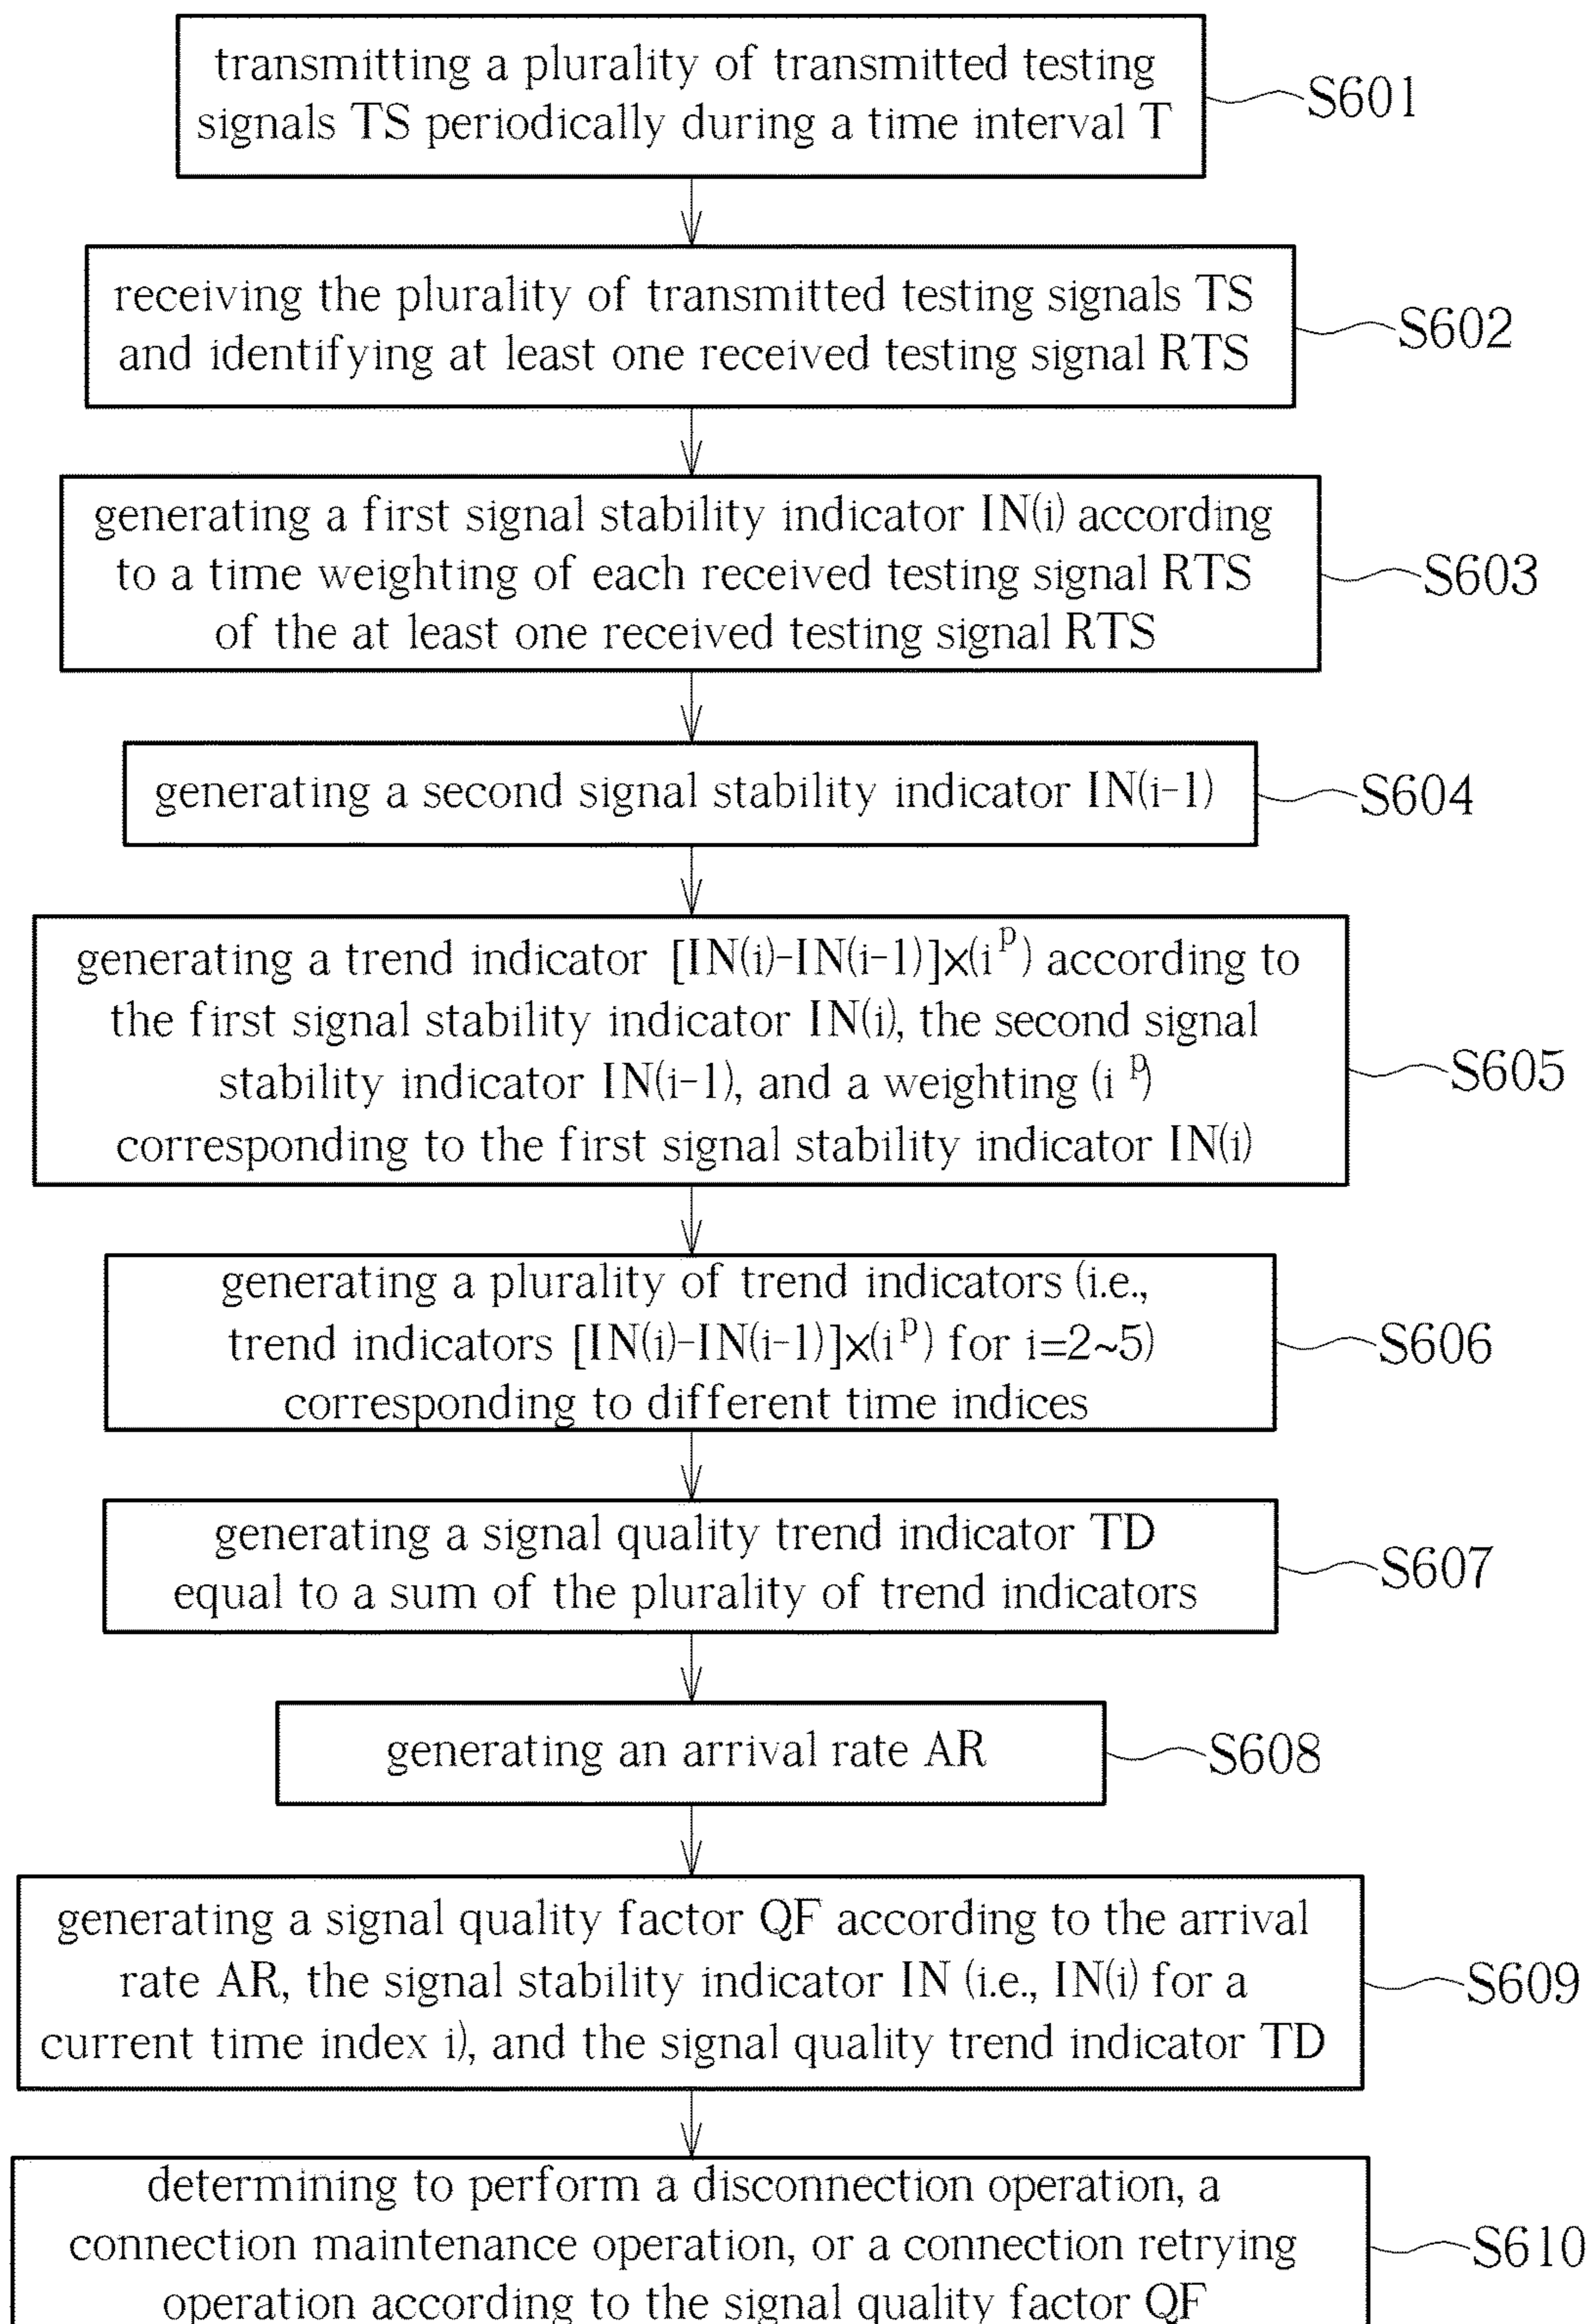 transmitting a plurality of transmitted testing
signals TS periodically during a time interval T
S601
receiving the plurality of transmitted testing signals TS
and identifying at least one received testing signal RTS
S602
generating a first signal stability indicator IN(i) according
to a time weighting of each received testing signal RTS
of the at least one received testing signal RTS
S603
generating a second signal stability indicator IN(i-1)
S604
generating a trend indicator [IN(i)-IN(i-1)]×(i^p) according to
the first signal stability indicator IN(i), the second signal
stability indicator IN(i-1), and a weighting (i^p)
corresponding to the first signal stability indicator IN(i)
S605
generating a plurality of trend indicators (i.e.,
trend indicators [IN(i)-IN(i-1)]×(i^p) for i=2~5)
corresponding to different time indices
S606
generating a signal quality trend indicator TD
equal to a sum of the plurality of trend indicators
S607
generating an arrival rate AR
S608
generating a signal quality factor QF according to the arrival
rate AR, the signal stability indicator IN (i.e., IN(i) for a
current time index i), and the signal quality trend indicator TD
S609
determining to perform a disconnection operation, a
connection maintenance operation, or a connection retrying
operation according to the signal quality factor QF
S610